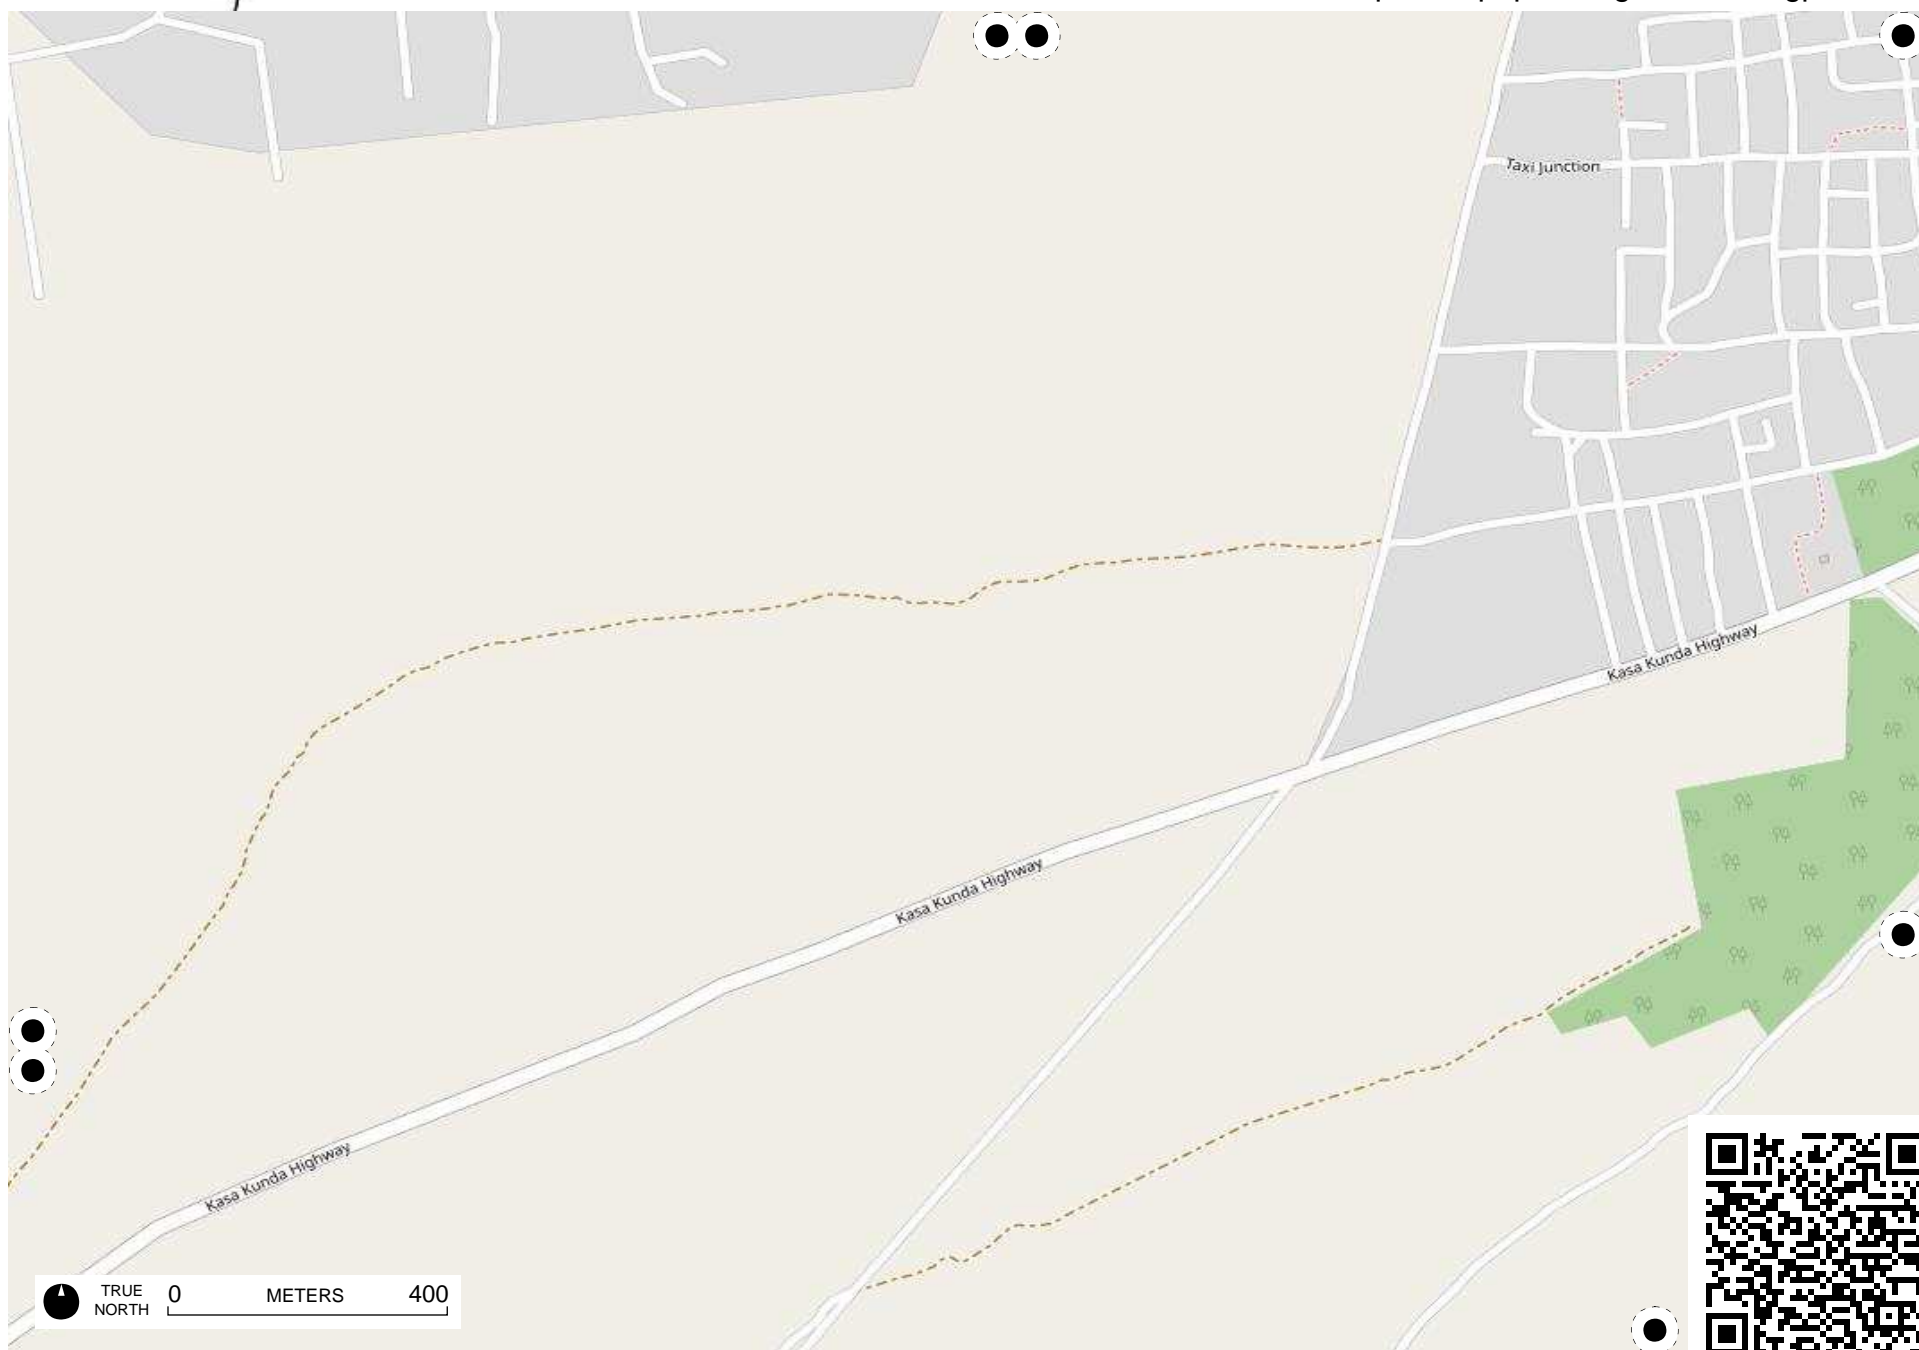 Taxi Junction
Kasa Kunda Highway
Kasa Kunda Highway
Kasa Kunda Highway
TRUE NORTH
0 METERS 400